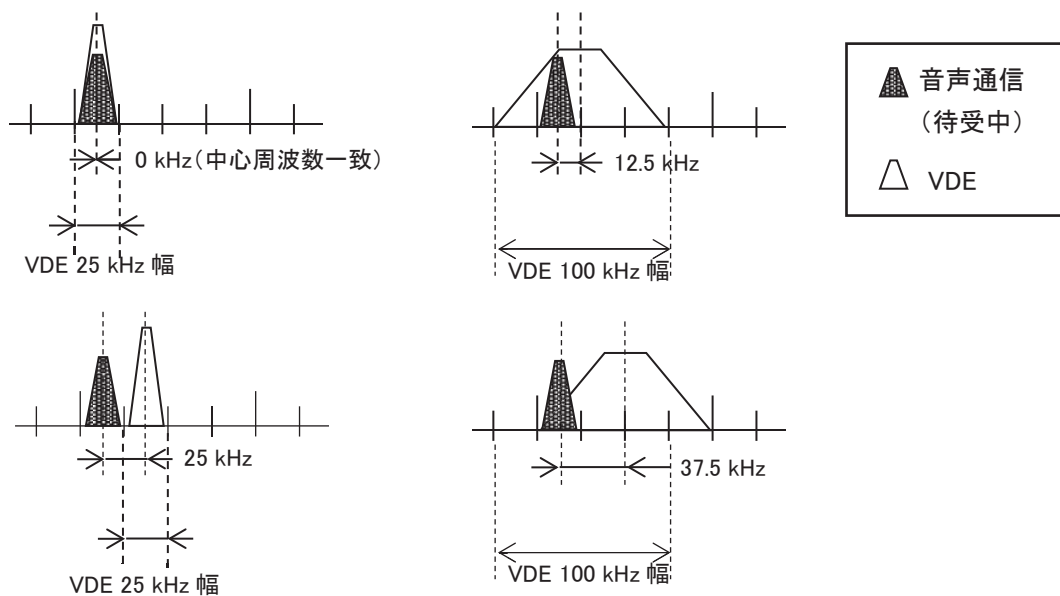 0 kHz(中心周波数一致)
VDE 25 kHz 幅
12.5 kHz
VDE 100 kHz 幅
音声通信
(待受中)
VDE
25 kHz
VDE 25 kHz 幅
37.5 kHz
VDE 100 kHz 幅